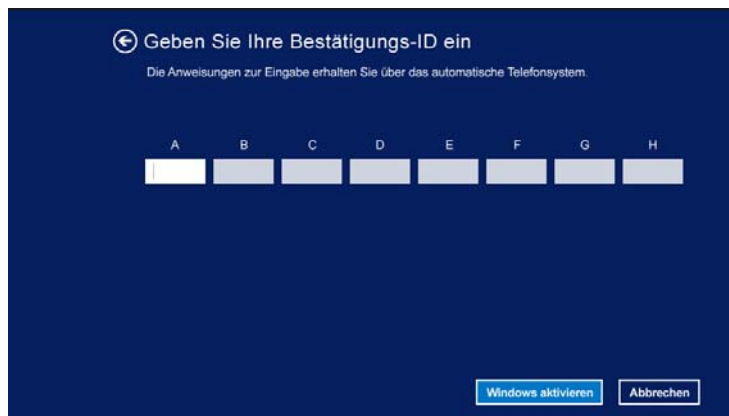 Geben Sie Ihre Bestätigungs-ID ein
Die Anweisungen zur Eingabe erhalten Sie über das automatische Telefonsystem.
A B C D E F G H
Windows aktivieren Abbrechen